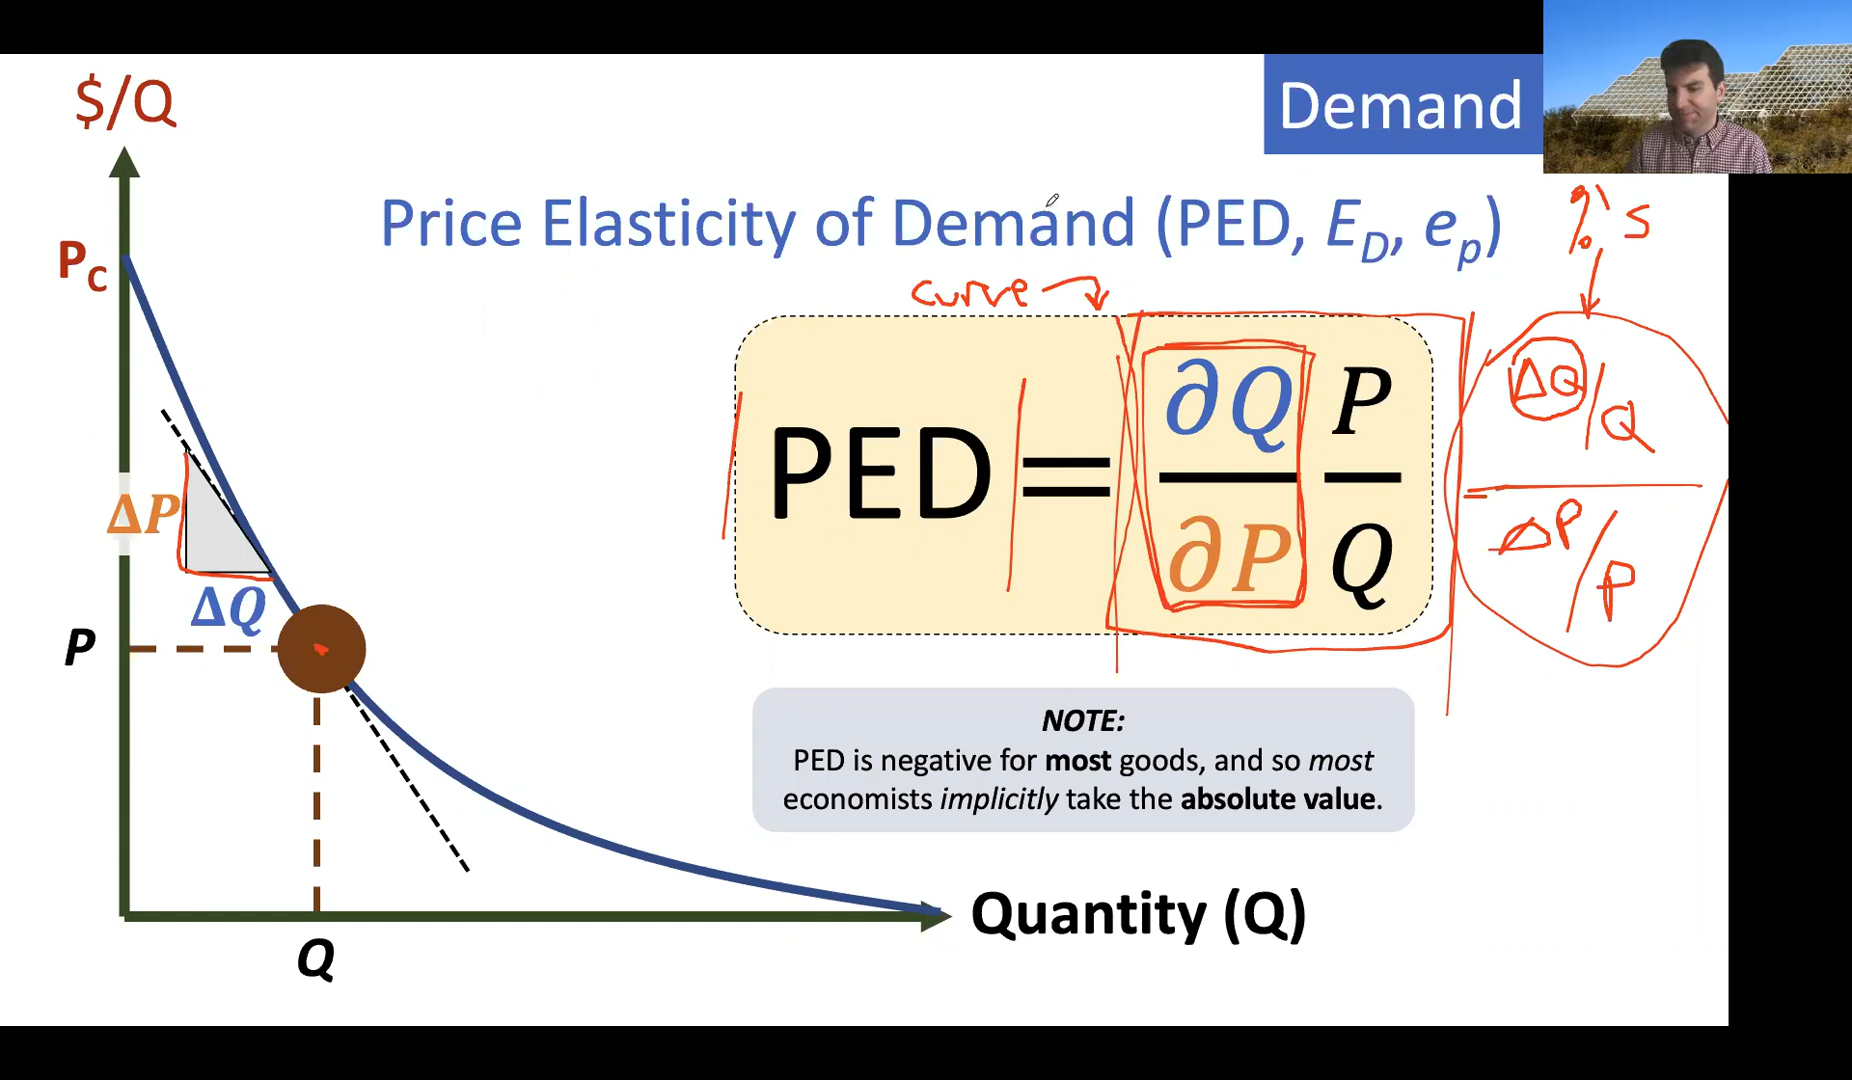 $/Q
Demand
Price Elasticity of Demand (PED, E_D, e_p)
%'s
P_C
curve
PED = ∂Q/∂P P/Q
= ΔQ/Q
ΔP/P
ΔP
ΔQ
P
NOTE:
PED is negative for most goods, and so most
economists implicitly take the absolute value.
Quantity (Q)
Q